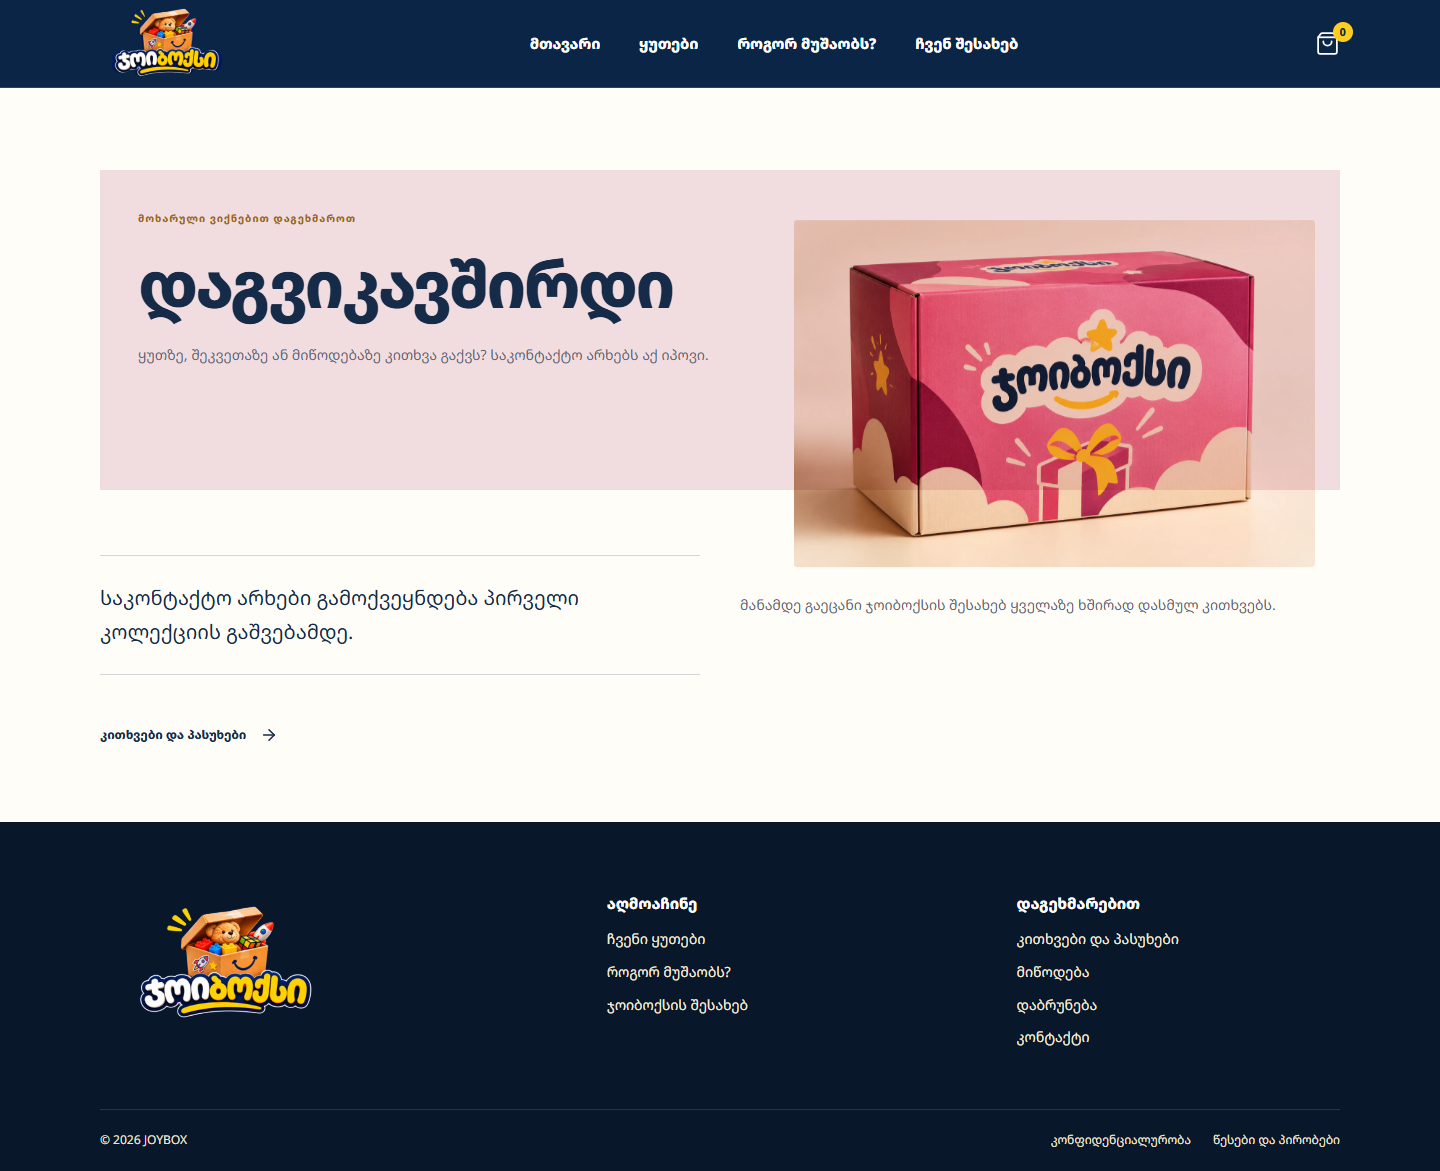 ჯოიბოქსი
მთავარი ყუთები როგორ მუშაობს? ჩვენ შესახებ
0
მოხარული ვიქნებით დაგეხმაროთ
დაგვიკავშირდი
ყუთზე, შეკვეთაზე ან მიწოდებაზე კითხვა გაქვს? საკონტაქტო არხებს აქ იპოვი.
ჯოიბოქსი
ჯოიბოქსი
საკონტაქტო არხები გამოქვეყნდება პირველი
კოლექციის გაშვებამდე.
მანამდე გაეცანი ჯოიბოქსის შესახებ ყველაზე ხშირად დასმულ კითხვებს.
კითხვები და პასუხები
ჯოიბოქსი
აღმოაჩინე
ჩვენი ყუთები
როგორ მუშაობს?
ჯოიბოქსის შესახებ
დაგეხმარებით
კითხვები და პასუხები
მიწოდება
დაბრუნება
კონტაქტი
© 2026 JOYBOX
კონფიდენციალურობა წესები და პირობები